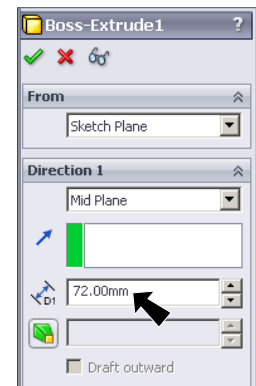 Boss-Extrude1 ?
From
Sketch Plane
Direction 1
Mid Plane
D1 72.00mm
Draft outward